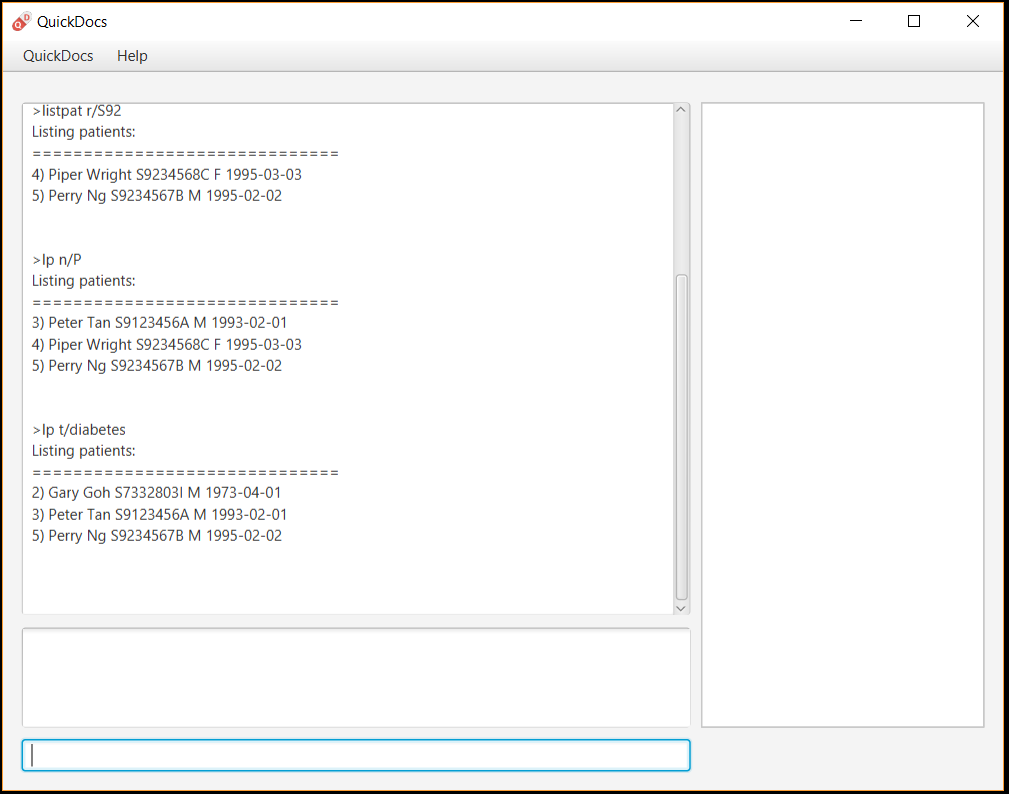 QuickDocs
QuickDocs Help
>listpat r/S92
Listing patients:
==============================
4) Piper Wright S9234568C F 1995-03-03
5) Perry Ng S9234567B M 1995-02-02
>lp n/P
Listing patients:
==============================
3) Peter Tan S9123456A M 1993-02-01
4) Piper Wright S9234568C F 1995-03-03
5) Perry Ng S9234567B M 1995-02-02
>lp t/diabetes
Listing patients:
==============================
2) Gary Goh S7332803I M 1973-04-01
3) Peter Tan S9123456A M 1993-02-01
5) Perry Ng S9234567B M 1995-02-02